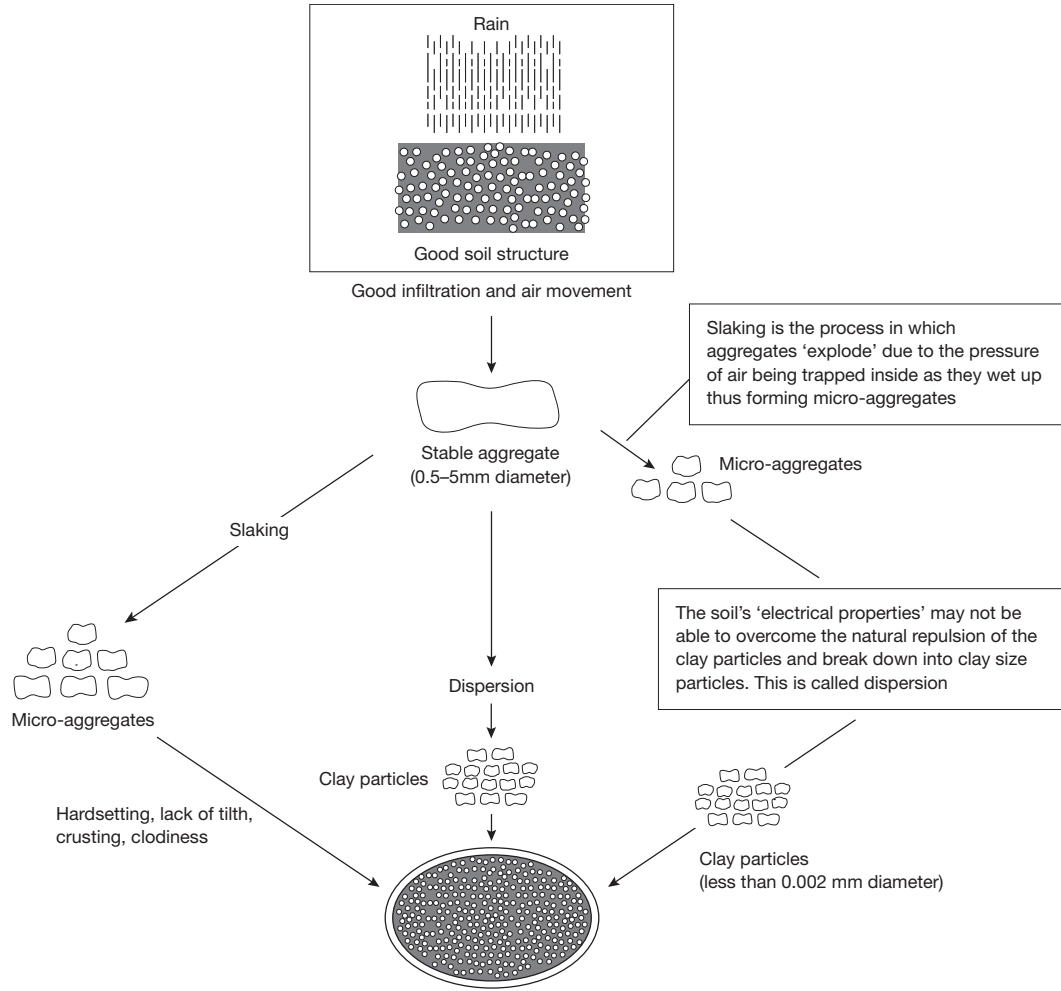 Rain
Good soil structure
Good infiltration and air movement
Slaking is the process in which
aggregates ‘explode’ due to the pressure
of air being trapped inside as they wet up
thus forming micro-aggregates
Stable aggregate
(0.5–5mm diameter)
Micro-aggregates
Slaking
The soil’s ‘electrical properties’ may not be
able to overcome the natural repulsion of the
clay particles and break down into clay size
particles. This is called dispersion
Dispersion
Micro-aggregates
Clay particles
Hardsetting, lack of tilth,
crusting, clodiness
Clay particles
(less than 0.002 mm diameter)